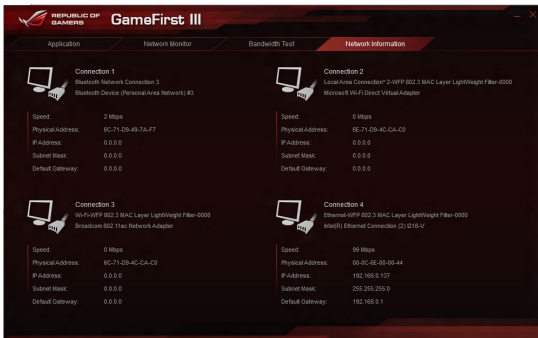 REPUBLIC OF
GAMERS
GameFirst III
Application
Network Monitor
Bandwidth Test
Network Information
Connection 1
Bluetooth Network Connection 3
Bluetooth Device (Personal Area Network) #3
Speed: 2 Mbps
Physical Address: 6C-71-D9-49-7A-F7
IP Address: 0.0.0.0
Subnet Mask: 0.0.0.0
Default Gateway: 0.0.0.0
Connection 2
Local Area Connection* 2-WFP 802.3 MAC Layer LightWeight Filter-0000
Microsoft Wi-Fi Direct Virtual Adapter
Speed: 0 Mbps
Physical Address: 6E-71-D9-4C-CA-C0
IP Address: 0.0.0.0
Subnet Mask: 0.0.0.0
Default Gateway: 0.0.0.0
Connection 3
Wi-Fi-WFP 802.3 MAC Layer LightWeight Filter-0000
Broadcom 802.11ac Network Adapter
Speed: 0 Mbps
Physical Address: 6C-71-D9-4C-CA-C0
IP Address: 0.0.0.0
Subnet Mask: 0.0.0.0
Default Gateway: 0.0.0.0
Connection 4
Ethernet-WFP 802.3 MAC Layer LightWeight Filter-0000
Intel(R) Ethernet Connection (2) I218-V
Speed: 99 Mbps
Physical Address: 00-0C-6E-00-00-44
IP Address: 192.168.0.137
Subnet Mask: 255.255.255.0
Default Gateway: 192.168.0.1